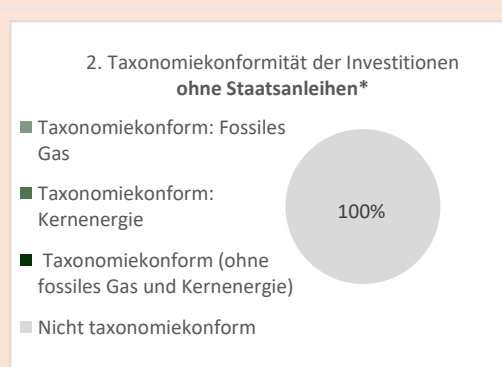 2. Taxonomiekonformität der Investitionen
ohne Staatsanleihen*
Taxonomiekonform: Fossiles
Gas
Taxonomiekonform:
Kernenergie
Taxonomiekonform (ohne
fossiles Gas und Kernenergie)
Nicht taxonomiekonform
100%